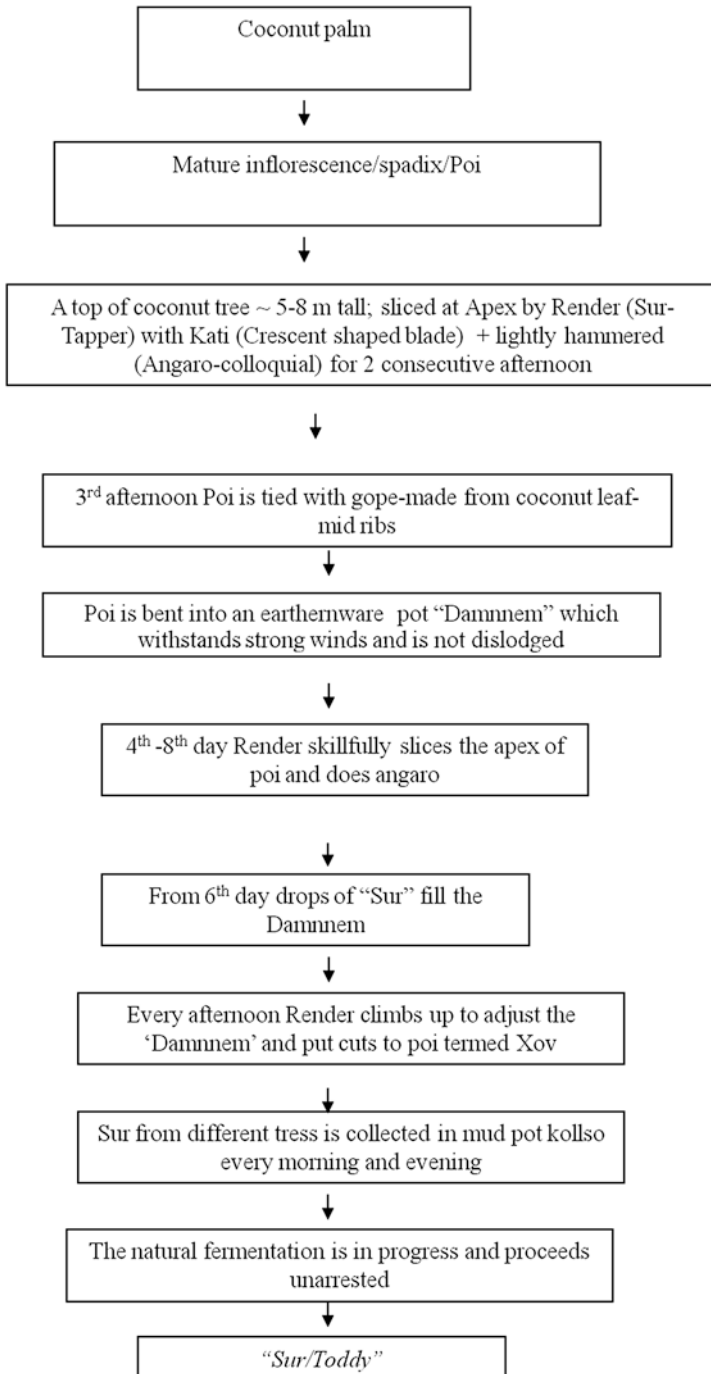 Coconut palm
Mature inflorescence/spadix/Poi
A top of coconut tree ~ 5-8 m tall; sliced at Apex by Render (Sur-
Tapper) with Kati (Crescent shaped blade) + lightly hammered
(Angaro-colloquial) for 2 consecutive afternoon
3rd afternoon Poi is tied with gope-made from coconut leaf-
mid ribs
Poi is bent into an earthernware pot “Damnnem” which
withstands strong winds and is not dislodged
4th -8th day Render skillfully slices the apex of
poi and does angaro
From 6th day drops of “Sur” fill the
Damnnem
Every afternoon Render climbs up to adjust the
‘Damnnem’ and put cuts to poi termed Xov
Sur from different tress is collected in mud pot kollso
every morning and evening
The natural fermentation is in progress and proceeds
unarrested
“Sur/Toddy”